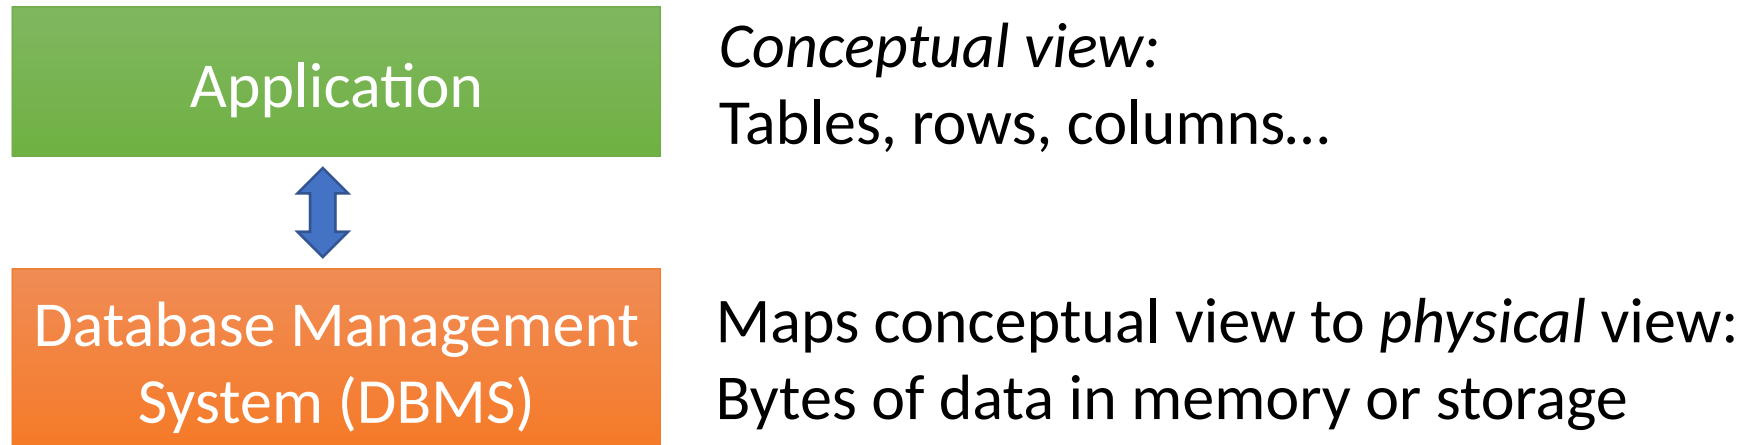 Application
Conceptual view:
Tables, rows, columns…
Database Management
System (DBMS)
Maps conceptual view to physical view:
Bytes of data in memory or storage